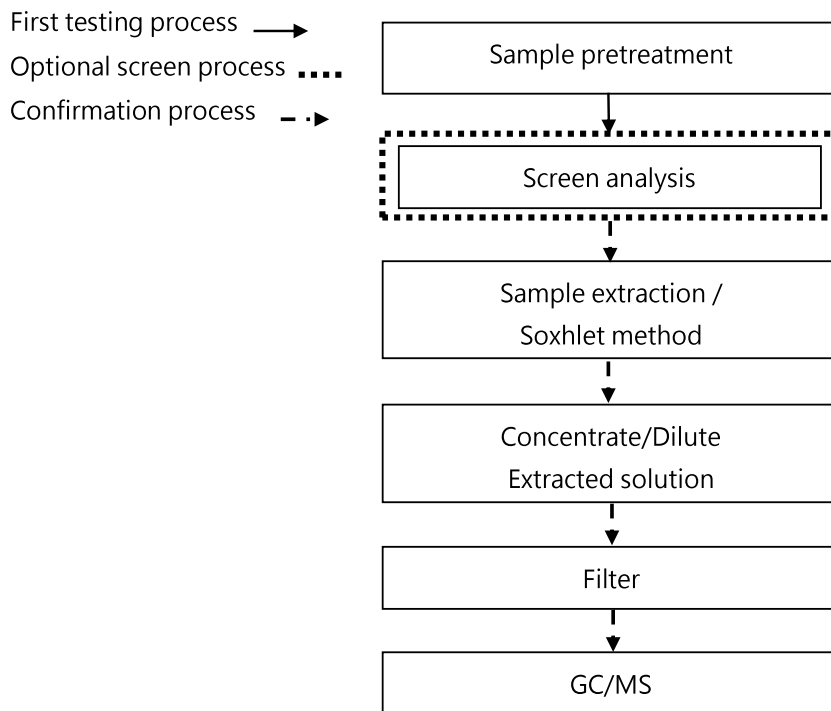 First testing process
Optional screen process
Confirmation process
Sample pretreatment
Screen analysis
Sample extraction /
Soxhlet method
Concentrate/Dilute
Extracted solution
Filter
GC/MS